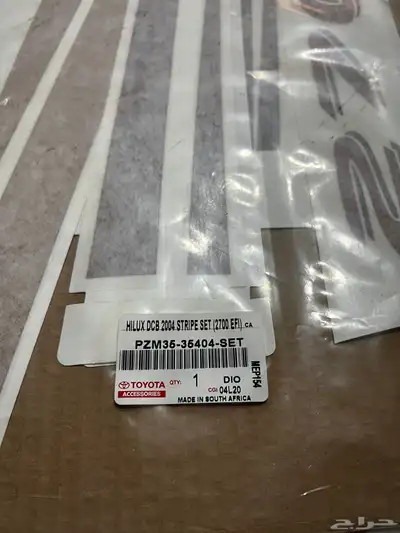 HILUX DCB 2004 STRIPE SET (2700 EFI). CA
PZM35-35404-SET
MEP154
TOYOTA
ACCESSORIES
QTY: 1
DIO
CGI 04L20
MADE IN SOUTH AFRICA
حراج